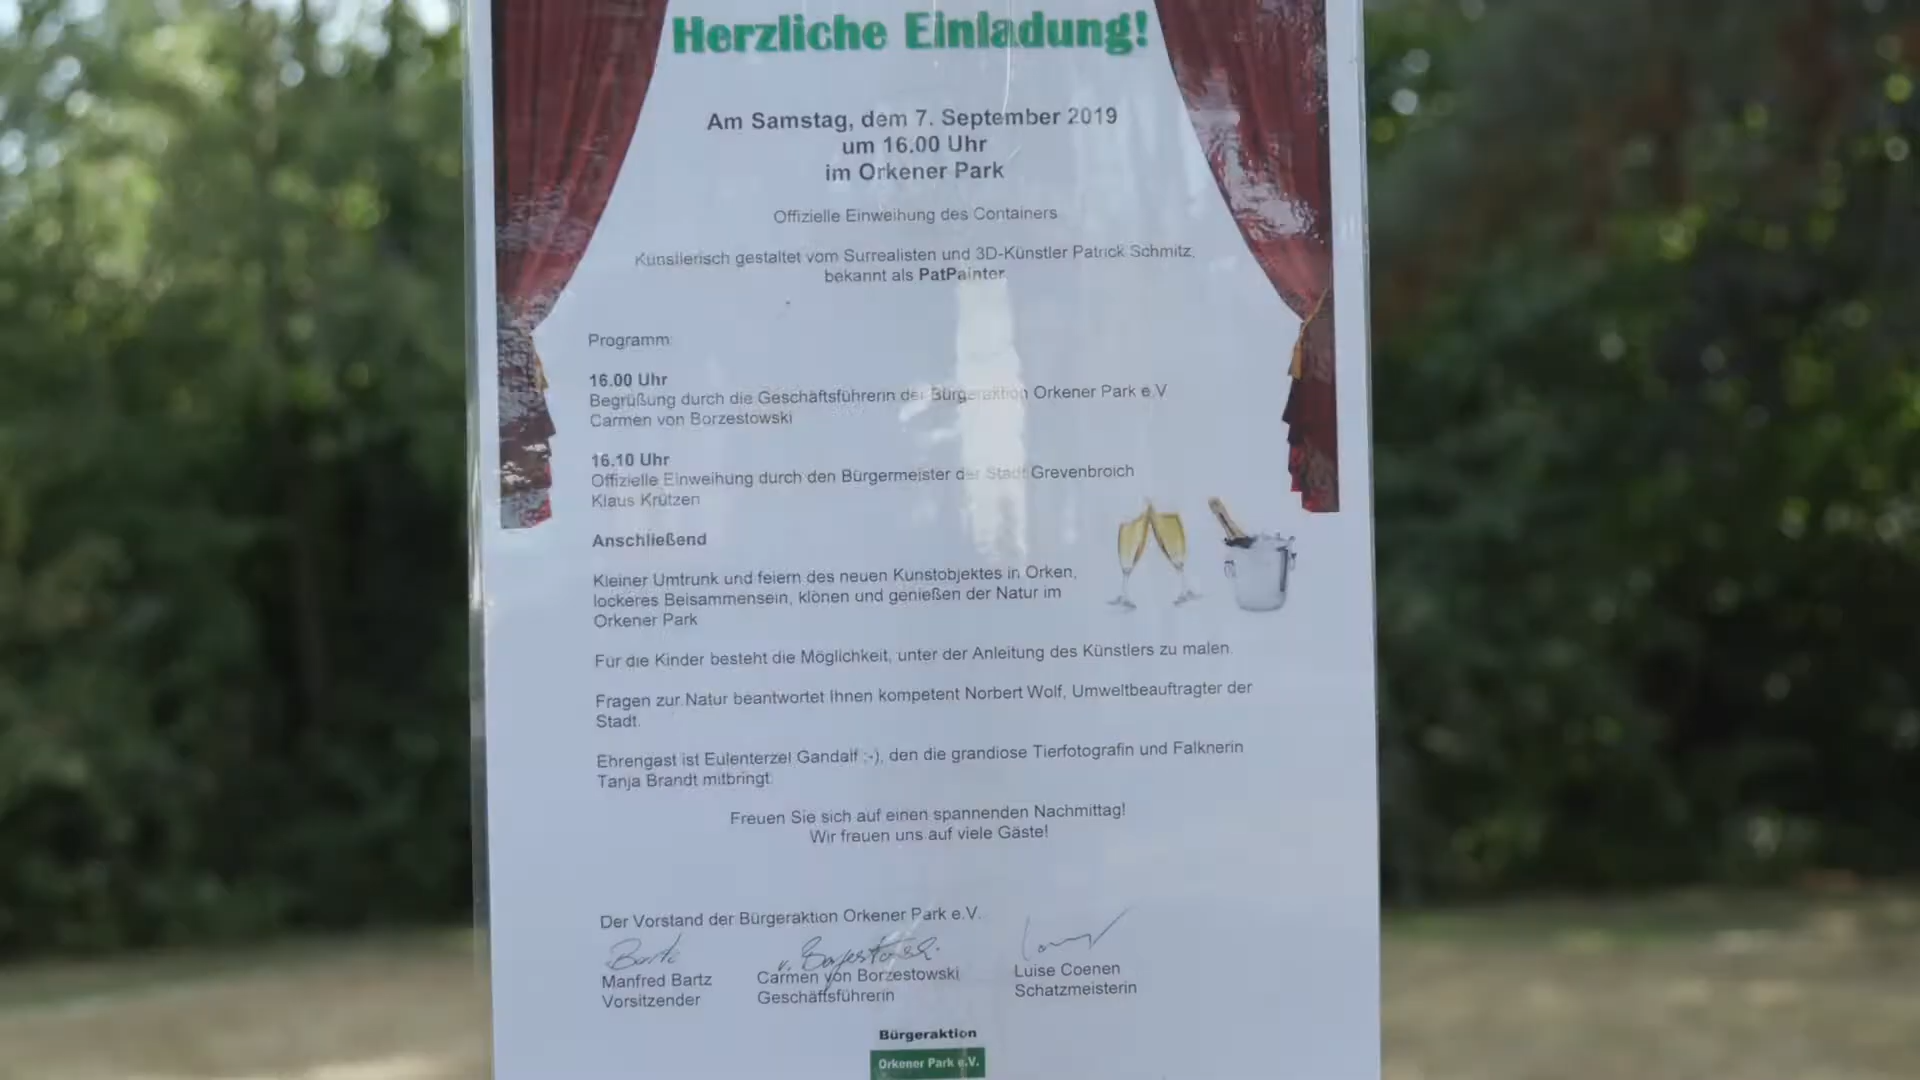 Herzliche Einladung!
Am Samstag, dem 7. September 2019
um 16.00 Uhr
im Orkener Park
Offizielle Einweihung des Containers
Künstlerisch gestaltet vom Surrealisten und 3D-Künstler Patrick Schmitz,
bekannt als PatPainter.
Programm:
16.00 Uhr
Begrüßung durch die Geschäftsführerin der Bürgeraktion Orkener Park e.V.
Carmen von Borzestowski
16.10 Uhr
Offizielle Einweihung durch den Bürgermeister der Stadt Grevenbroich
Klaus Krützen
Anschließend
Kleiner Umtrunk und feiern des neuen Kunstobjektes in Orken,
lockeres Beisammensein, klönen und genießen der Natur im
Orkener Park
Für die Kinder besteht die Möglichkeit, unter der Anleitung des Künstlers zu malen.
Fragen zur Natur beantwortet Ihnen kompetent Norbert Wolf, Umweltbeauftragter der
Stadt.
Ehrengast ist Eulenterzel Gandalf :-), den die grandiose Tierfotografin und Falknerin
Tanja Brandt mitbringt.
Freuen Sie sich auf einen spannenden Nachmittag!
Wir freuen uns auf viele Gäste!
Der Vorstand der Bürgeraktion Orkener Park e.V.
Bartz v. Borzestowski
Manfred Bartz Carmen von Borzestowski Luise Coenen
Vorsitzender Geschäftsführerin Schatzmeisterin
Bürgeraktion
Orkener Park e.V.